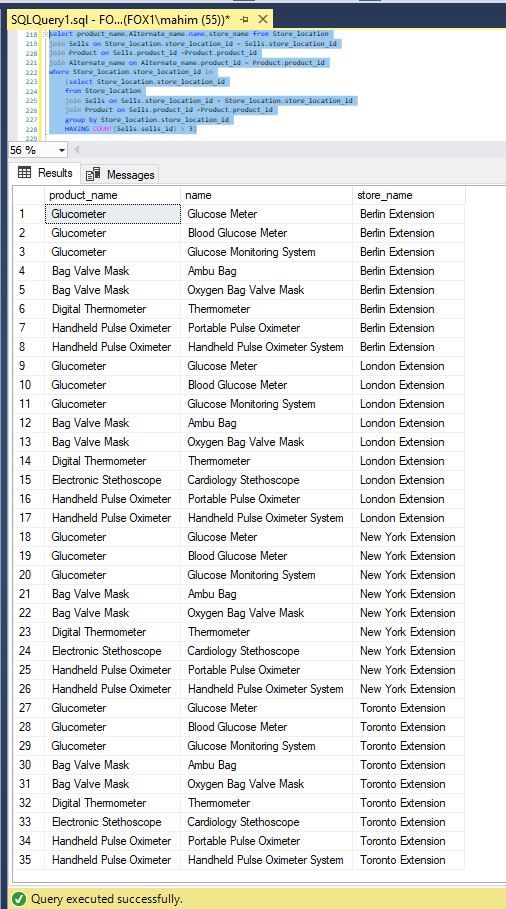 SQLQuery1.sql - FO...(FOX1\mahim (55))*
218 select product_name,Alternate_name.name,store_name from Store_location
219 join Sells on Store_location.store_location_id = Sells.store_location_id
220 join Product on Sells.product_id =Product.product_id
221 join Alternate_name on Alternate_name.product_id = Product.product_id
222 where Store_location.store_location_id in
223 (select Store_location.store_location_id
224 from Store_location
225 join Sells on Sells.store_location_id = Store_location.store_location_id
226 join Product on Sells.product_id =Product.product_id
227 group by Store_location.store_location_id
228 HAVING COUNT(Sells.sells_id) > 3)
229
56 %
Results Messages
product_name name store_name
1 Glucometer Glucose Meter Berlin Extension
2 Glucometer Blood Glucose Meter Berlin Extension
3 Glucometer Glucose Monitoring System Berlin Extension
4 Bag Valve Mask Ambu Bag Berlin Extension
5 Bag Valve Mask Oxygen Bag Valve Mask Berlin Extension
6 Digital Thermometer Thermometer Berlin Extension
7 Handheld Pulse Oximeter Portable Pulse Oximeter Berlin Extension
8 Handheld Pulse Oximeter Handheld Pulse Oximeter System Berlin Extension
9 Glucometer Glucose Meter London Extension
10 Glucometer Blood Glucose Meter London Extension
11 Glucometer Glucose Monitoring System London Extension
12 Bag Valve Mask Ambu Bag London Extension
13 Bag Valve Mask Oxygen Bag Valve Mask London Extension
14 Digital Thermometer Thermometer London Extension
15 Electronic Stethoscope Cardiology Stethoscope London Extension
16 Handheld Pulse Oximeter Portable Pulse Oximeter London Extension
17 Handheld Pulse Oximeter Handheld Pulse Oximeter System London Extension
18 Glucometer Glucose Meter New York Extension
19 Glucometer Blood Glucose Meter New York Extension
20 Glucometer Glucose Monitoring System New York Extension
21 Bag Valve Mask Ambu Bag New York Extension
22 Bag Valve Mask Oxygen Bag Valve Mask New York Extension
23 Digital Thermometer Thermometer New York Extension
24 Electronic Stethoscope Cardiology Stethoscope New York Extension
25 Handheld Pulse Oximeter Portable Pulse Oximeter New York Extension
26 Handheld Pulse Oximeter Handheld Pulse Oximeter System New York Extension
27 Glucometer Glucose Meter Toronto Extension
28 Glucometer Blood Glucose Meter Toronto Extension
29 Glucometer Glucose Monitoring System Toronto Extension
30 Bag Valve Mask Ambu Bag Toronto Extension
31 Bag Valve Mask Oxygen Bag Valve Mask Toronto Extension
32 Digital Thermometer Thermometer Toronto Extension
33 Electronic Stethoscope Cardiology Stethoscope Toronto Extension
34 Handheld Pulse Oximeter Portable Pulse Oximeter Toronto Extension
35 Handheld Pulse Oximeter Handheld Pulse Oximeter System Toronto Extension
Query executed successfully.